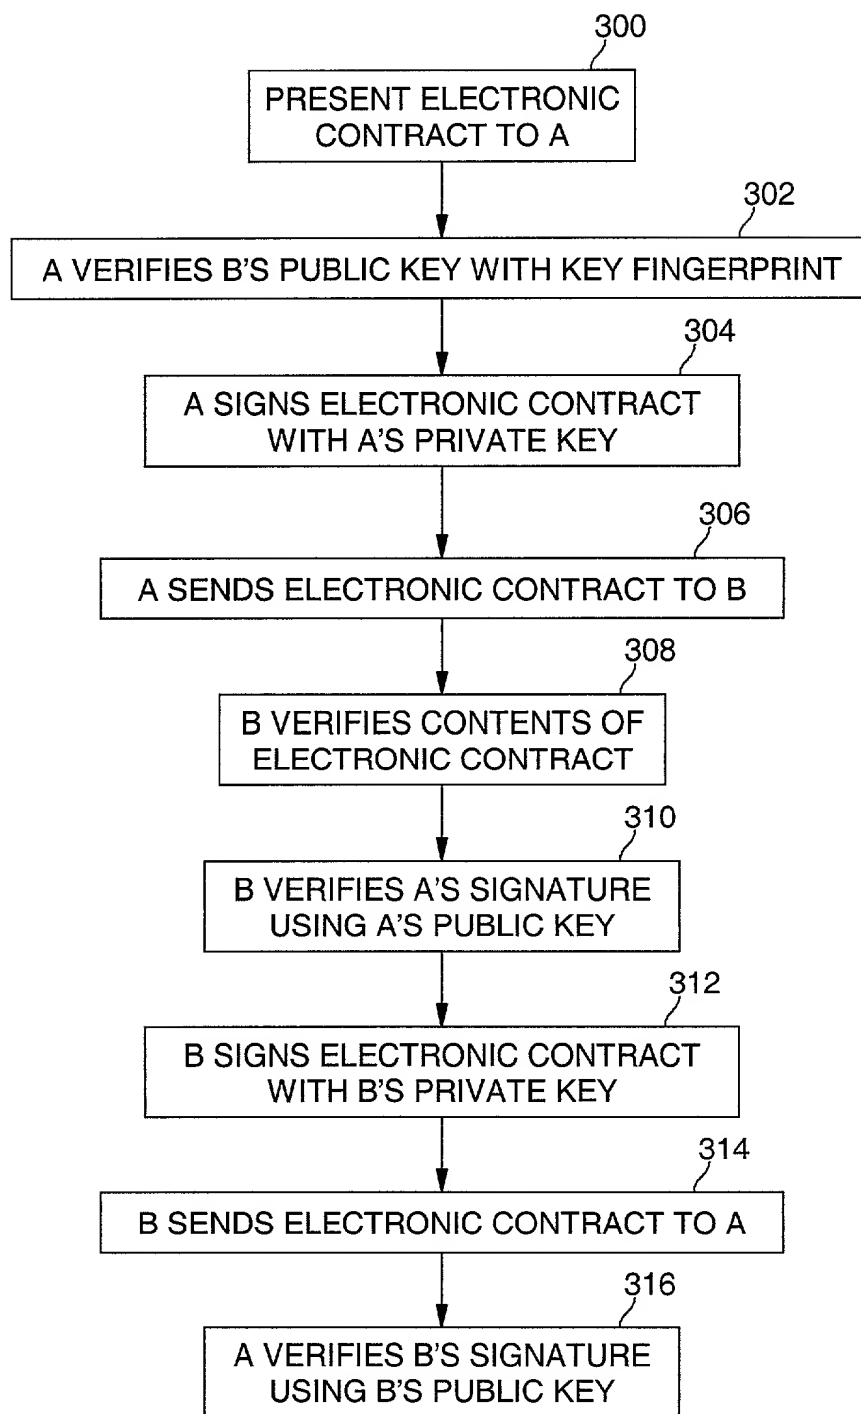 300
PRESENT ELECTRONIC
CONTRACT TO A
302
A VERIFIES B'S PUBLIC KEY WITH KEY FINGERPRINT
304
A SIGNS ELECTRONIC CONTRACT
WITH A'S PRIVATE KEY
306
A SENDS ELECTRONIC CONTRACT TO B
308
B VERIFIES CONTENTS OF
ELECTRONIC CONTRACT
310
B VERIFIES A'S SIGNATURE
USING A'S PUBLIC KEY
312
B SIGNS ELECTRONIC CONTRACT
WITH B'S PRIVATE KEY
314
B SENDS ELECTRONIC CONTRACT TO A
316
A VERIFIES B'S SIGNATURE
USING B'S PUBLIC KEY